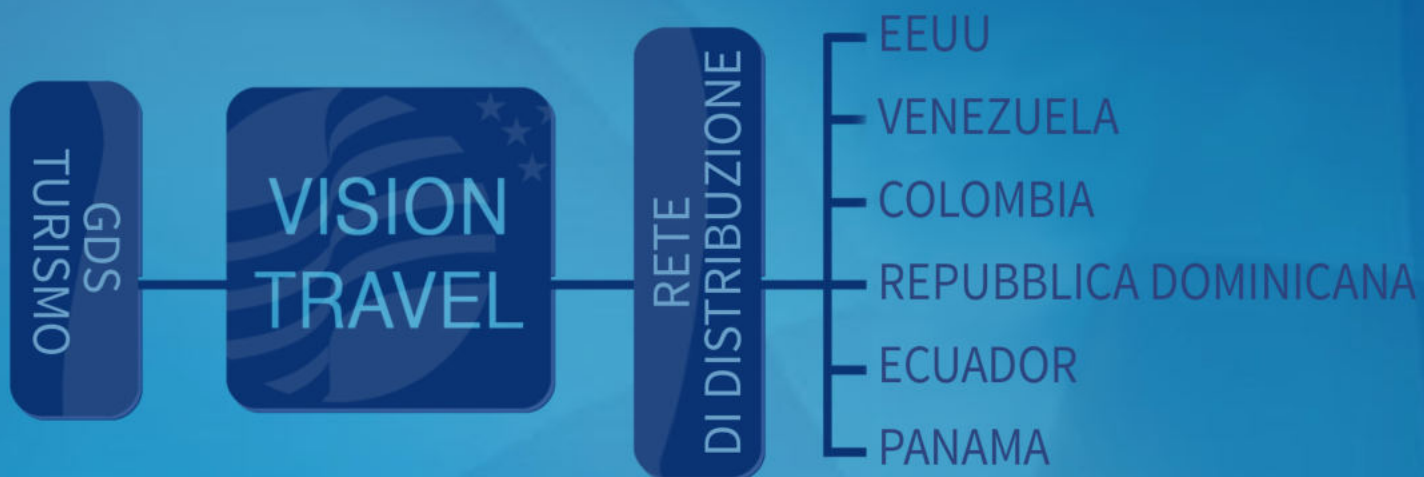 GDS
TURISMO
VISION
TRAVEL
RETE
DI DISTRIBUZIONE
EEUU
VENEZUELA
COLOMBIA
REPUBBLICA DOMINICANA
ECUADOR
PANAMA